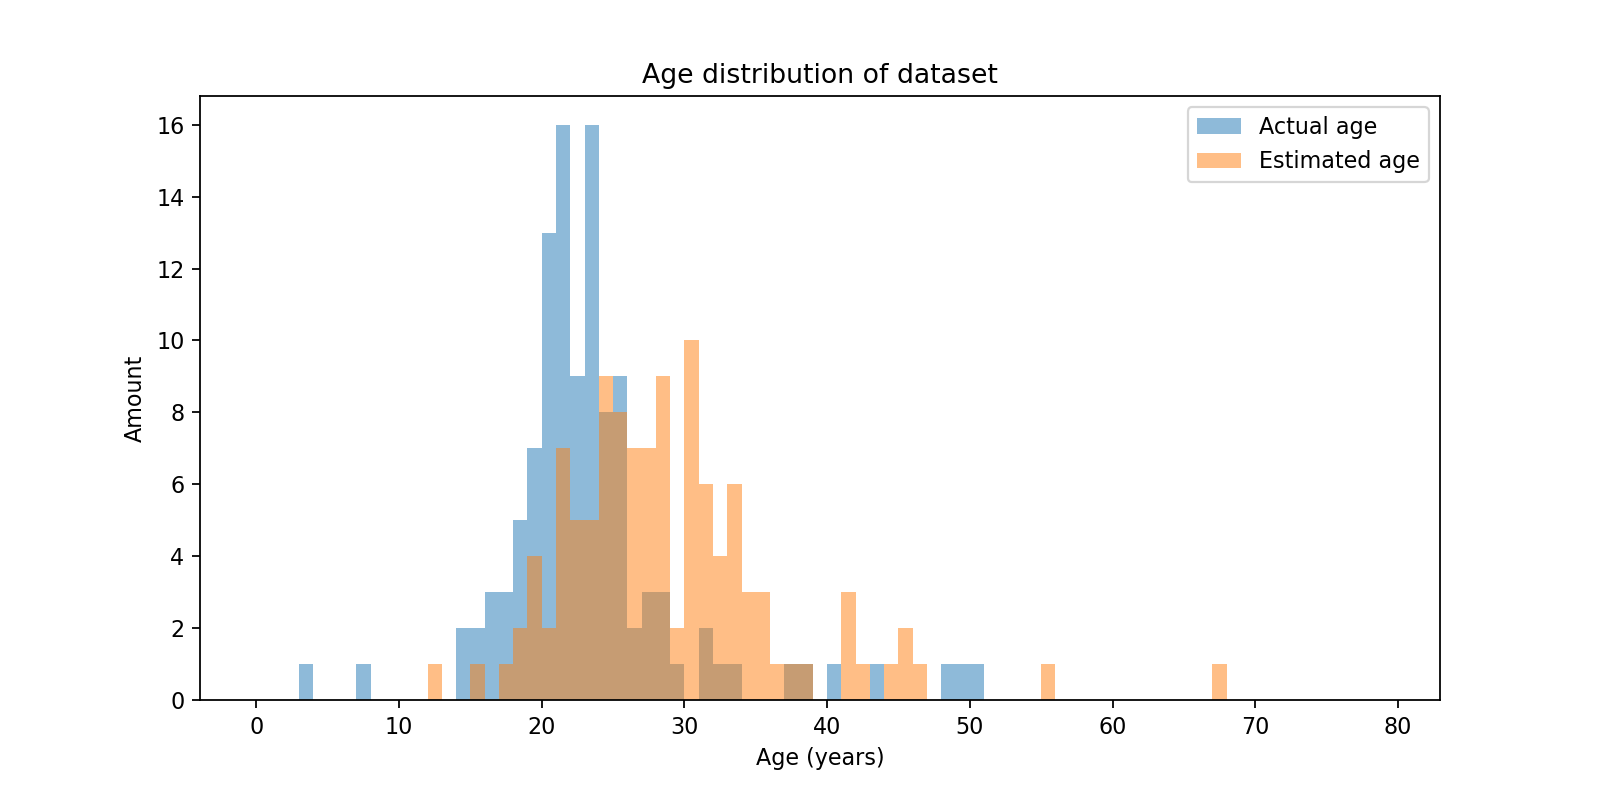 Age distribution of dataset
Actual age
Estimated age
16
14
12
10
8
6
4
2
0
Amount
0 10 20 30 40 50 60 70 80
Age (years)